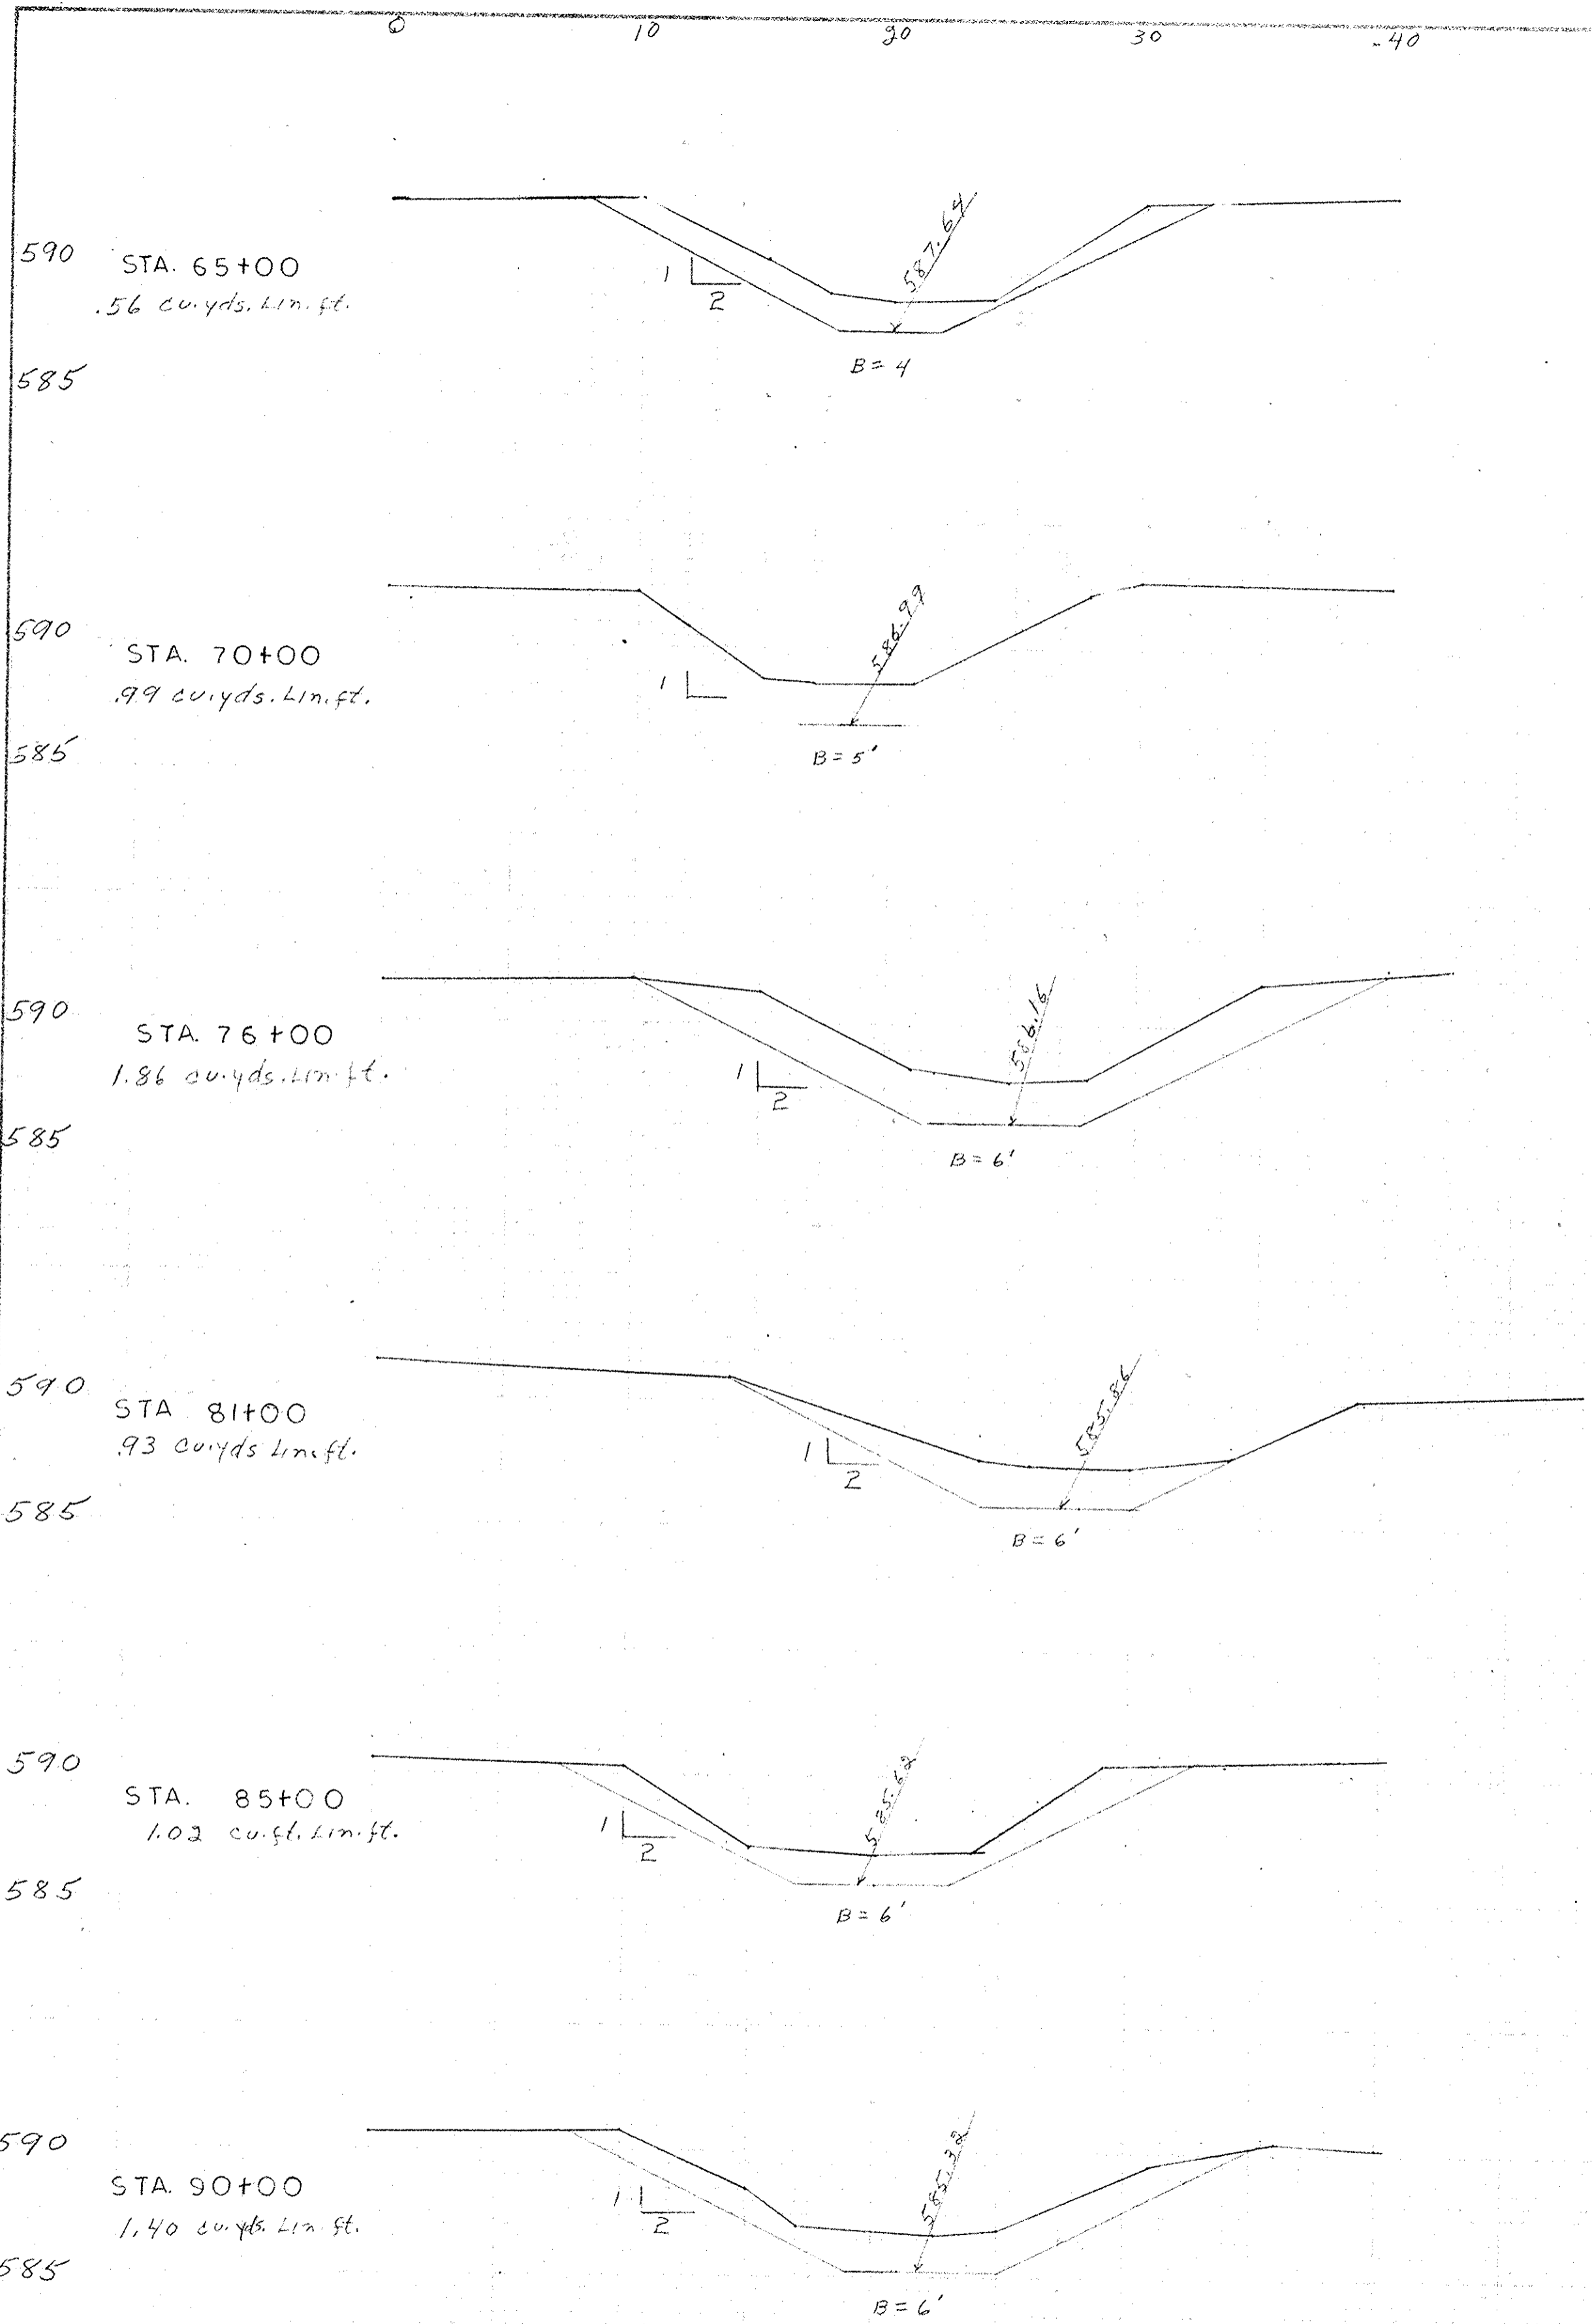 0 10 20 30 40
587.64
590
STA. 65+00
1
2
.56 cu.yds. Lin. ft.
B = 4
585
586.99
590
STA. 70+00
1
.99 cu.yds. Lin. ft.
585
B = 5'
586.16
590
STA. 76+00
1.86 cu.yds. Lin ft.
1
2
585
B = 6'
585.86
590
STA 81+00
.93 cu.yds Lin. ft.
1
2
585
B = 6'
585.62
590
STA. 85+00
1.02 cu.ft. Lin. ft.
1
2
585
B = 6'
585.32
590
STA. 90+00
1.40 cu. yds. Lin ft.
1
2
585
B = 6'